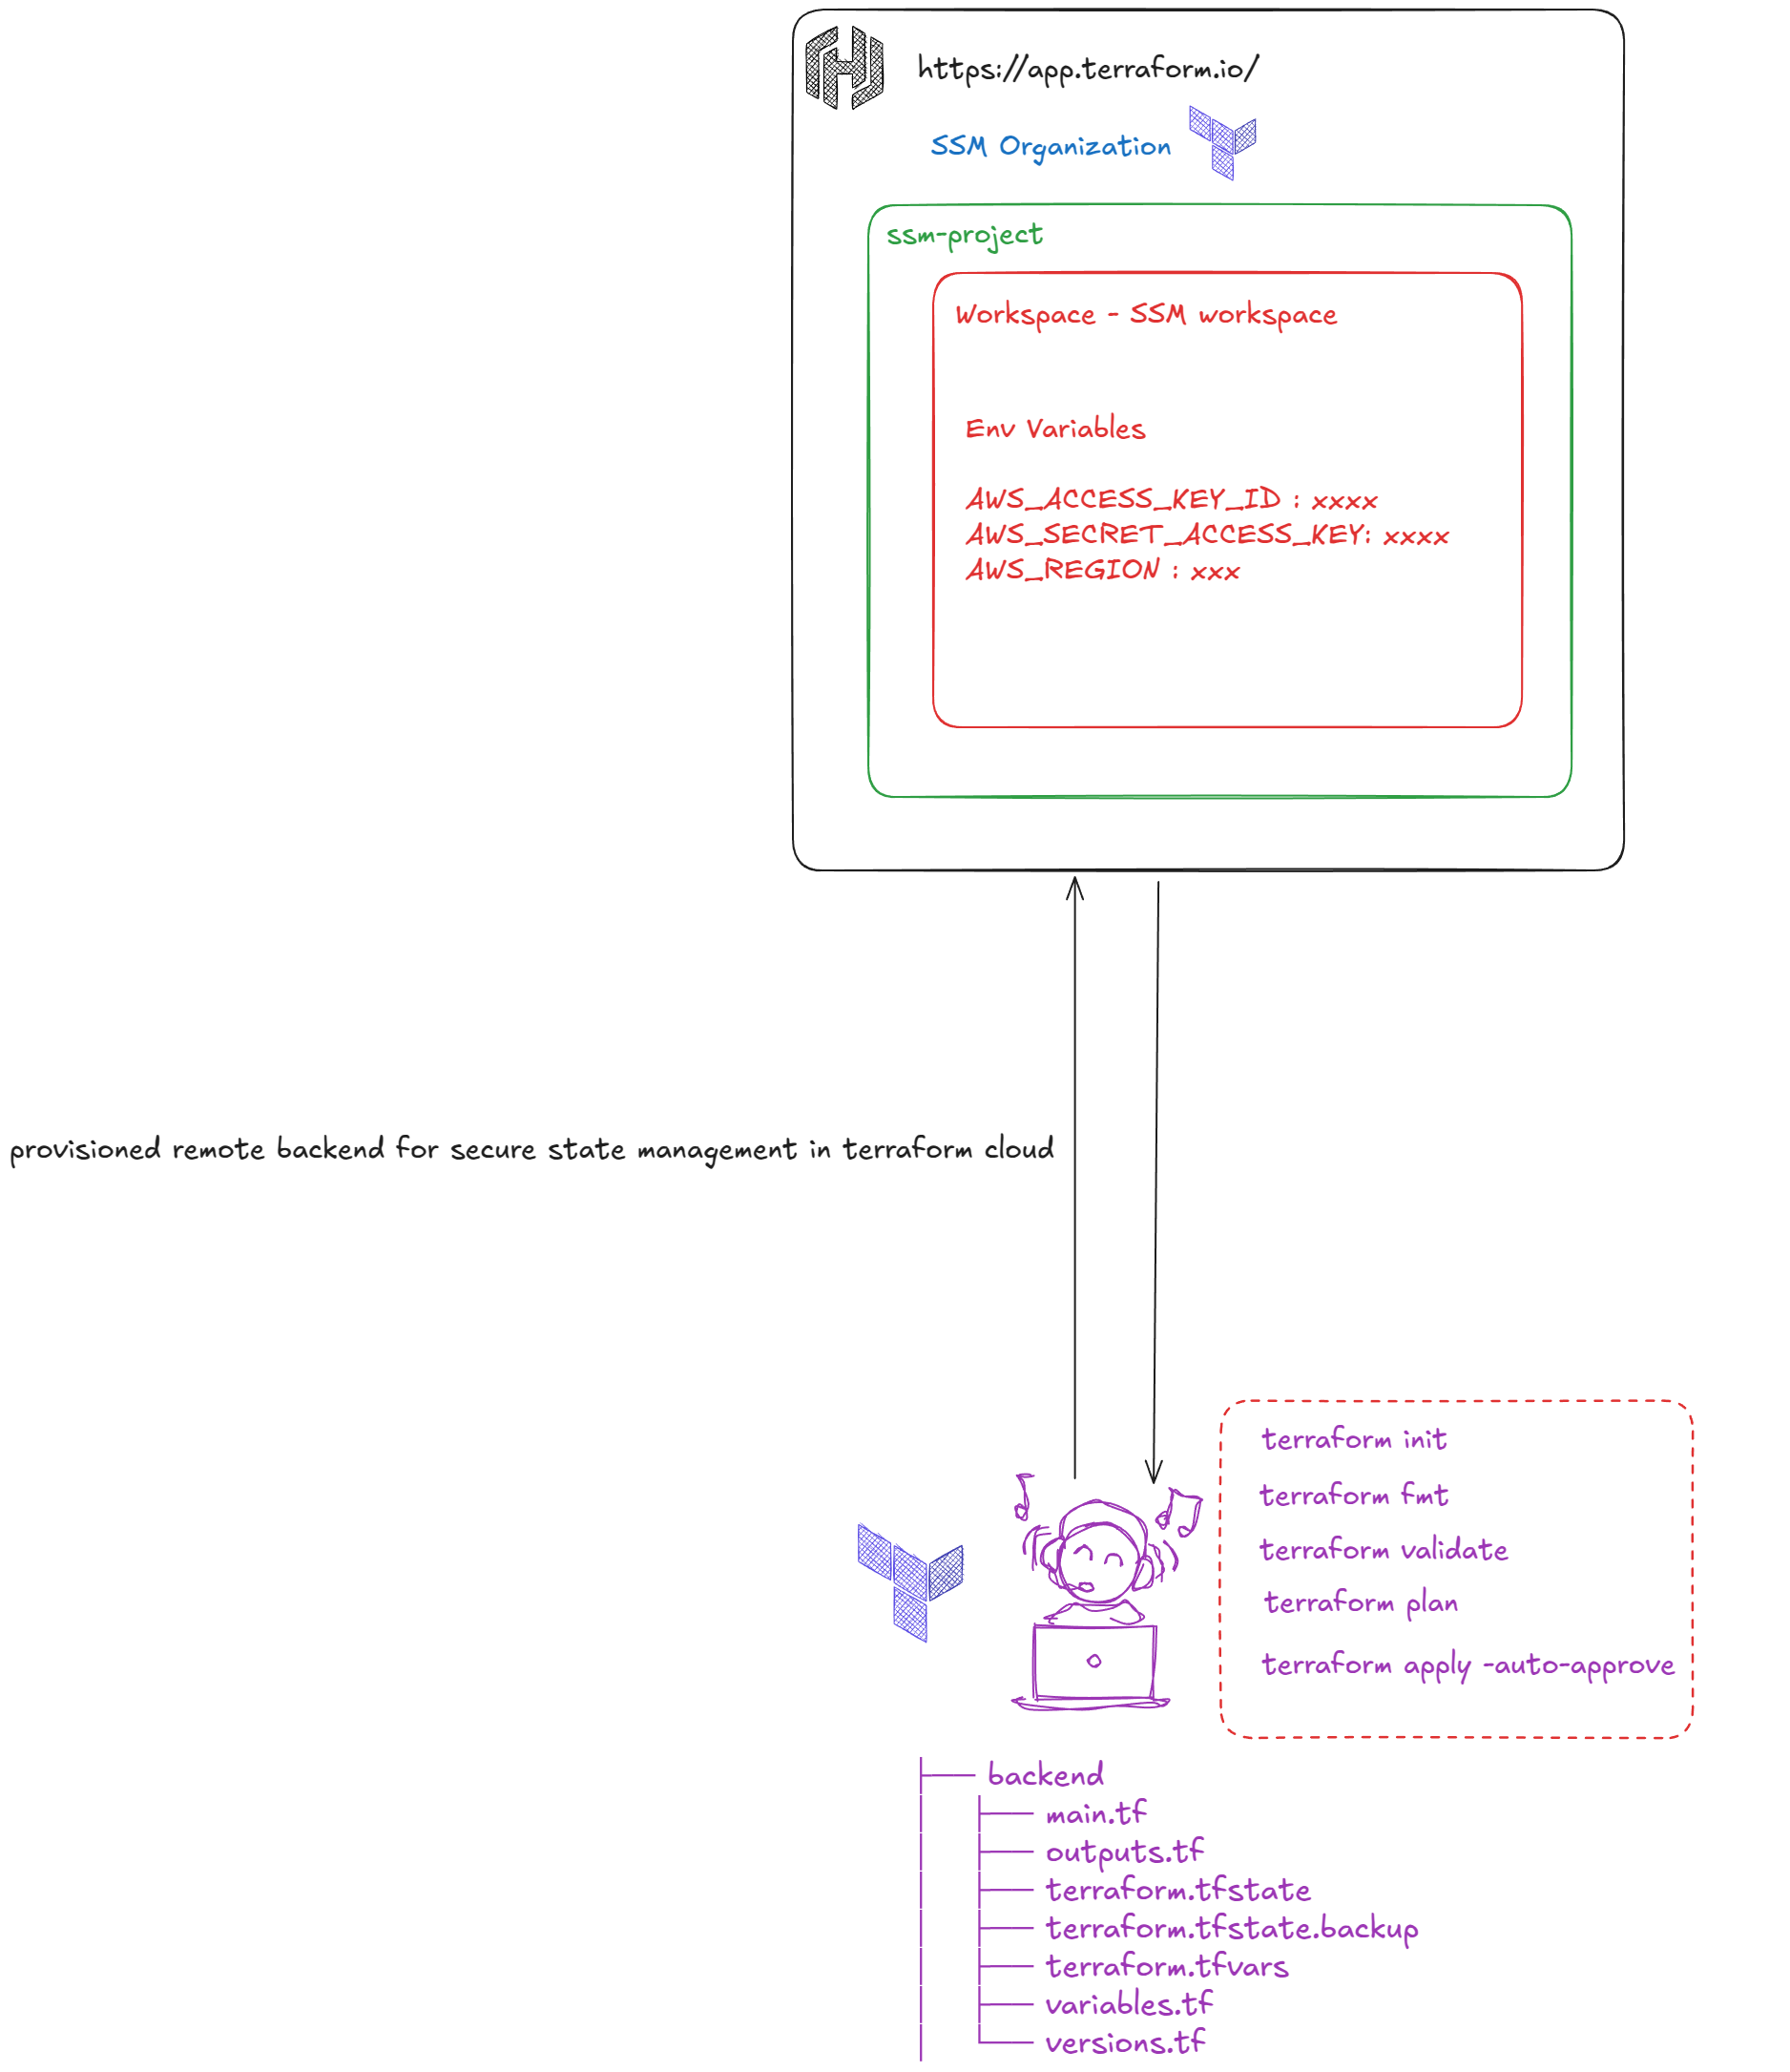 https://app.terraform.io/
SSM Organization
ssm-project
Workspace - SSM workspace
Env Variables
AWS_ACCESS_KEY_ID : xxxx
AWS_SECRET_ACCESS_KEY: xxxx
AWS_REGION : xxx
provisioned remote backend for secure state management in terraform cloud
terraform init
terraform fmt
terraform validate
terraform plan
terraform apply -auto-approve
backend
main.tf
outputs.tf
terraform.tfstate
terraform.tfstate.backup
terraform.tfvars
variables.tf
versions.tf